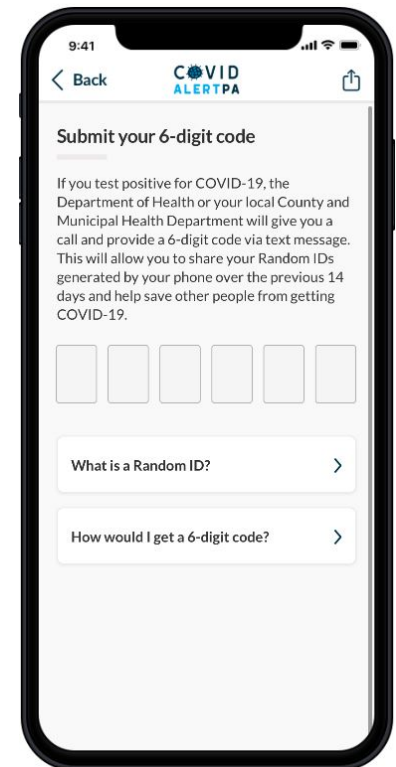 9:41
Back
COVID
ALERTPA
Submit your 6-digit code
If you test positive for COVID-19, the
Department of Health or your local County and
Municipal Health Department will give you a
call and provide a 6-digit code via text message.
This will allow you to share your Random IDs
generated by your phone over the previous 14
days and help save other people from getting
COVID-19.
What is a Random ID?
How would I get a 6-digit code?